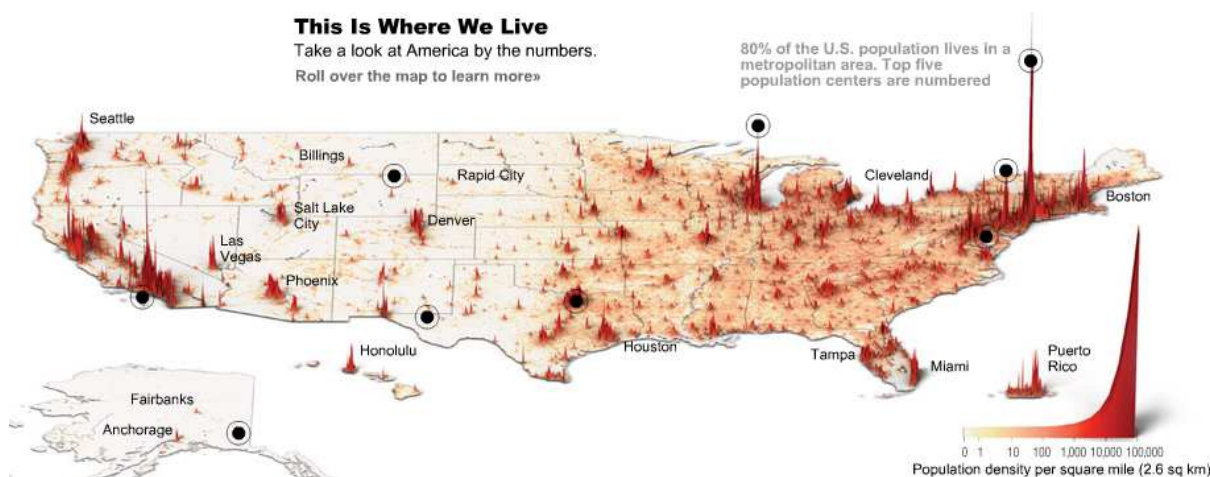 This Is Where We Live
Take a look at America by the numbers.
Roll over the map to learn more»
80% of the U.S. population lives in a
metropolitan area. Top five
population centers are numbered
Seattle
Billings
Rapid City
Cleveland
Boston
Salt Lake
City
Denver
Las
Vegas
Phoenix
Houston
Honolulu
Tampa
Miami
Puerto
Rico
Fairbanks
Anchorage
0 1 10 100 1,000 10,000 100,000
Population density per square mile (2.6 sq km)